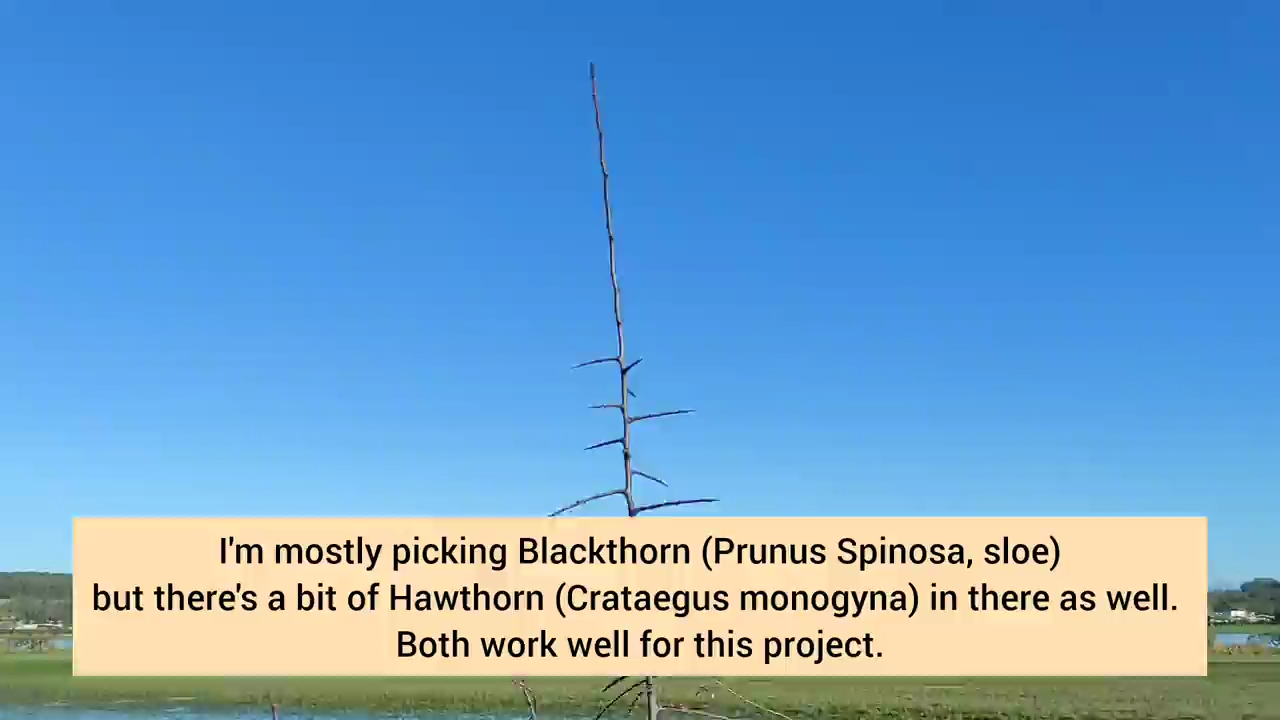 I'm mostly picking Blackthorn (Prunus Spinosa, sloe)
but there's a bit of Hawthorn (Crataegus monogyna) in there as well.
Both work well for this project.